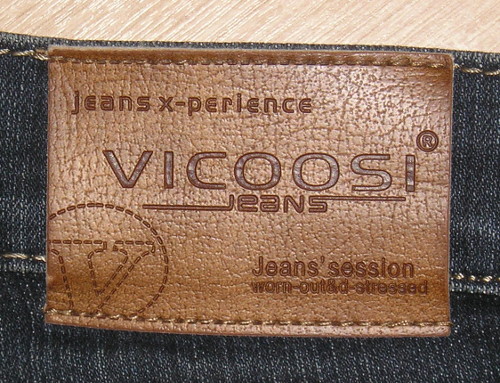 jeans x-perience
VICOOSI®
JEANS
Jeans'session
worn-out&d-stressed
V